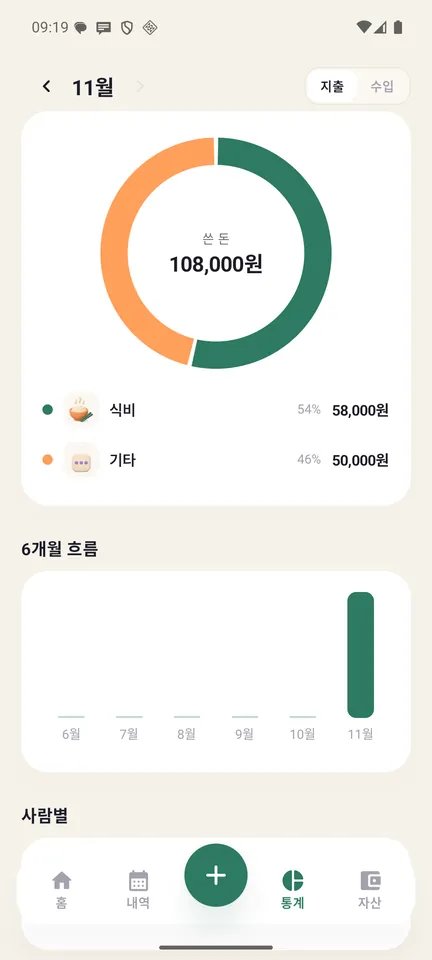 09:19
11월
지출 수입
쓴 돈
108,000원
식비 54% 58,000원
기타 46% 50,000원
6개월 흐름
6월 7월 8월 9월 10월 11월
사람별
홈 내역 통계 자산